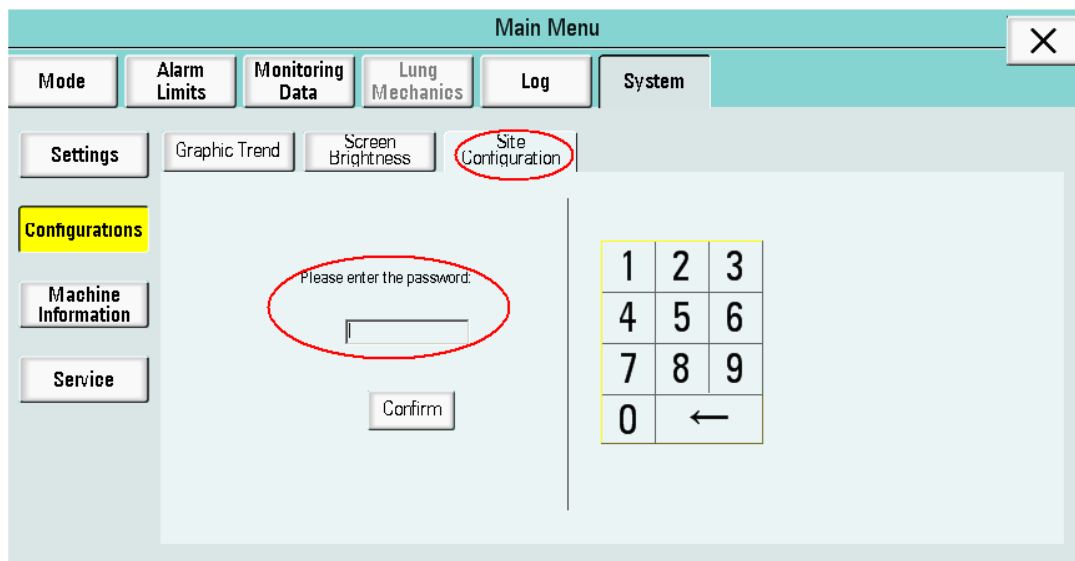 Main Menu
Mode
Alarm
Limits
Monitoring
Data
Lung
Mechanics
Log
System
Settings
Graphic Trend
Screen
Brightness
Site
Configuration
Configurations
Please enter the password:
Machine
Information
Service
Confirm
1 2 3
4 5 6
7 8 9
0 ←